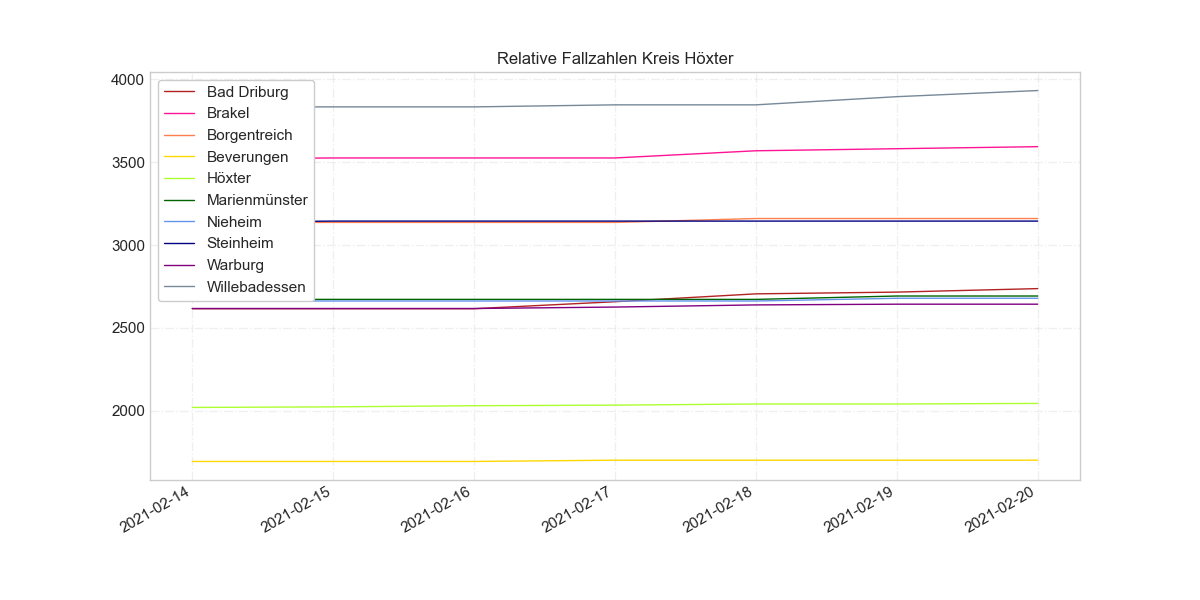 Relative Fallzahlen Kreis Höxter
4000
3500
3000
2500
2000
Bad Driburg
Brakel
Borgentreich
Beverungen
Höxter
Marienmünster
Nieheim
Steinheim
Warburg
Willebadessen
2021-02-14
2021-02-15
2021-02-16
2021-02-17
2021-02-18
2021-02-19
2021-02-20